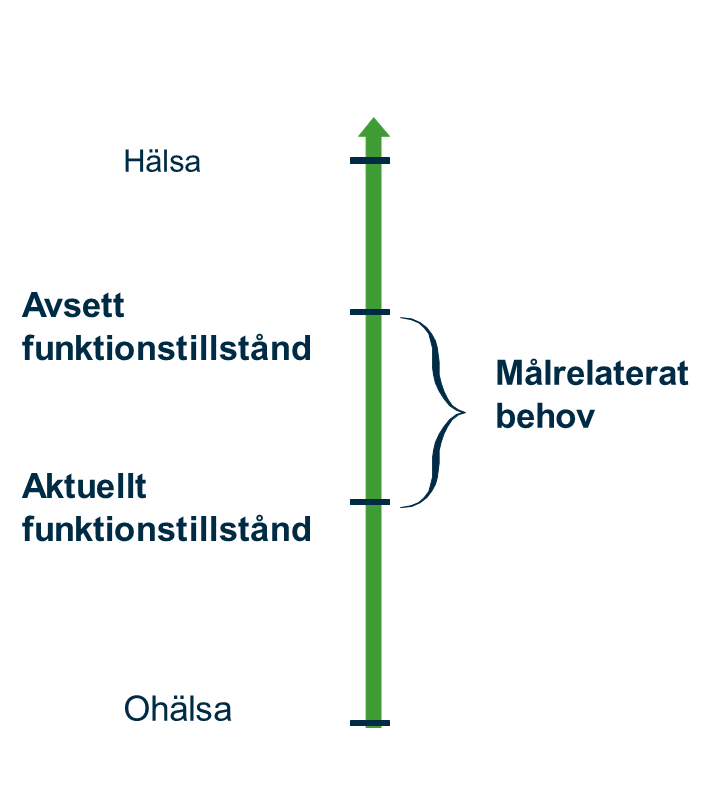 Hälsa
Avsett
funktionstillstånd
Målrelaterat
behov
Aktuellt
funktionstillstånd
Ohälsa